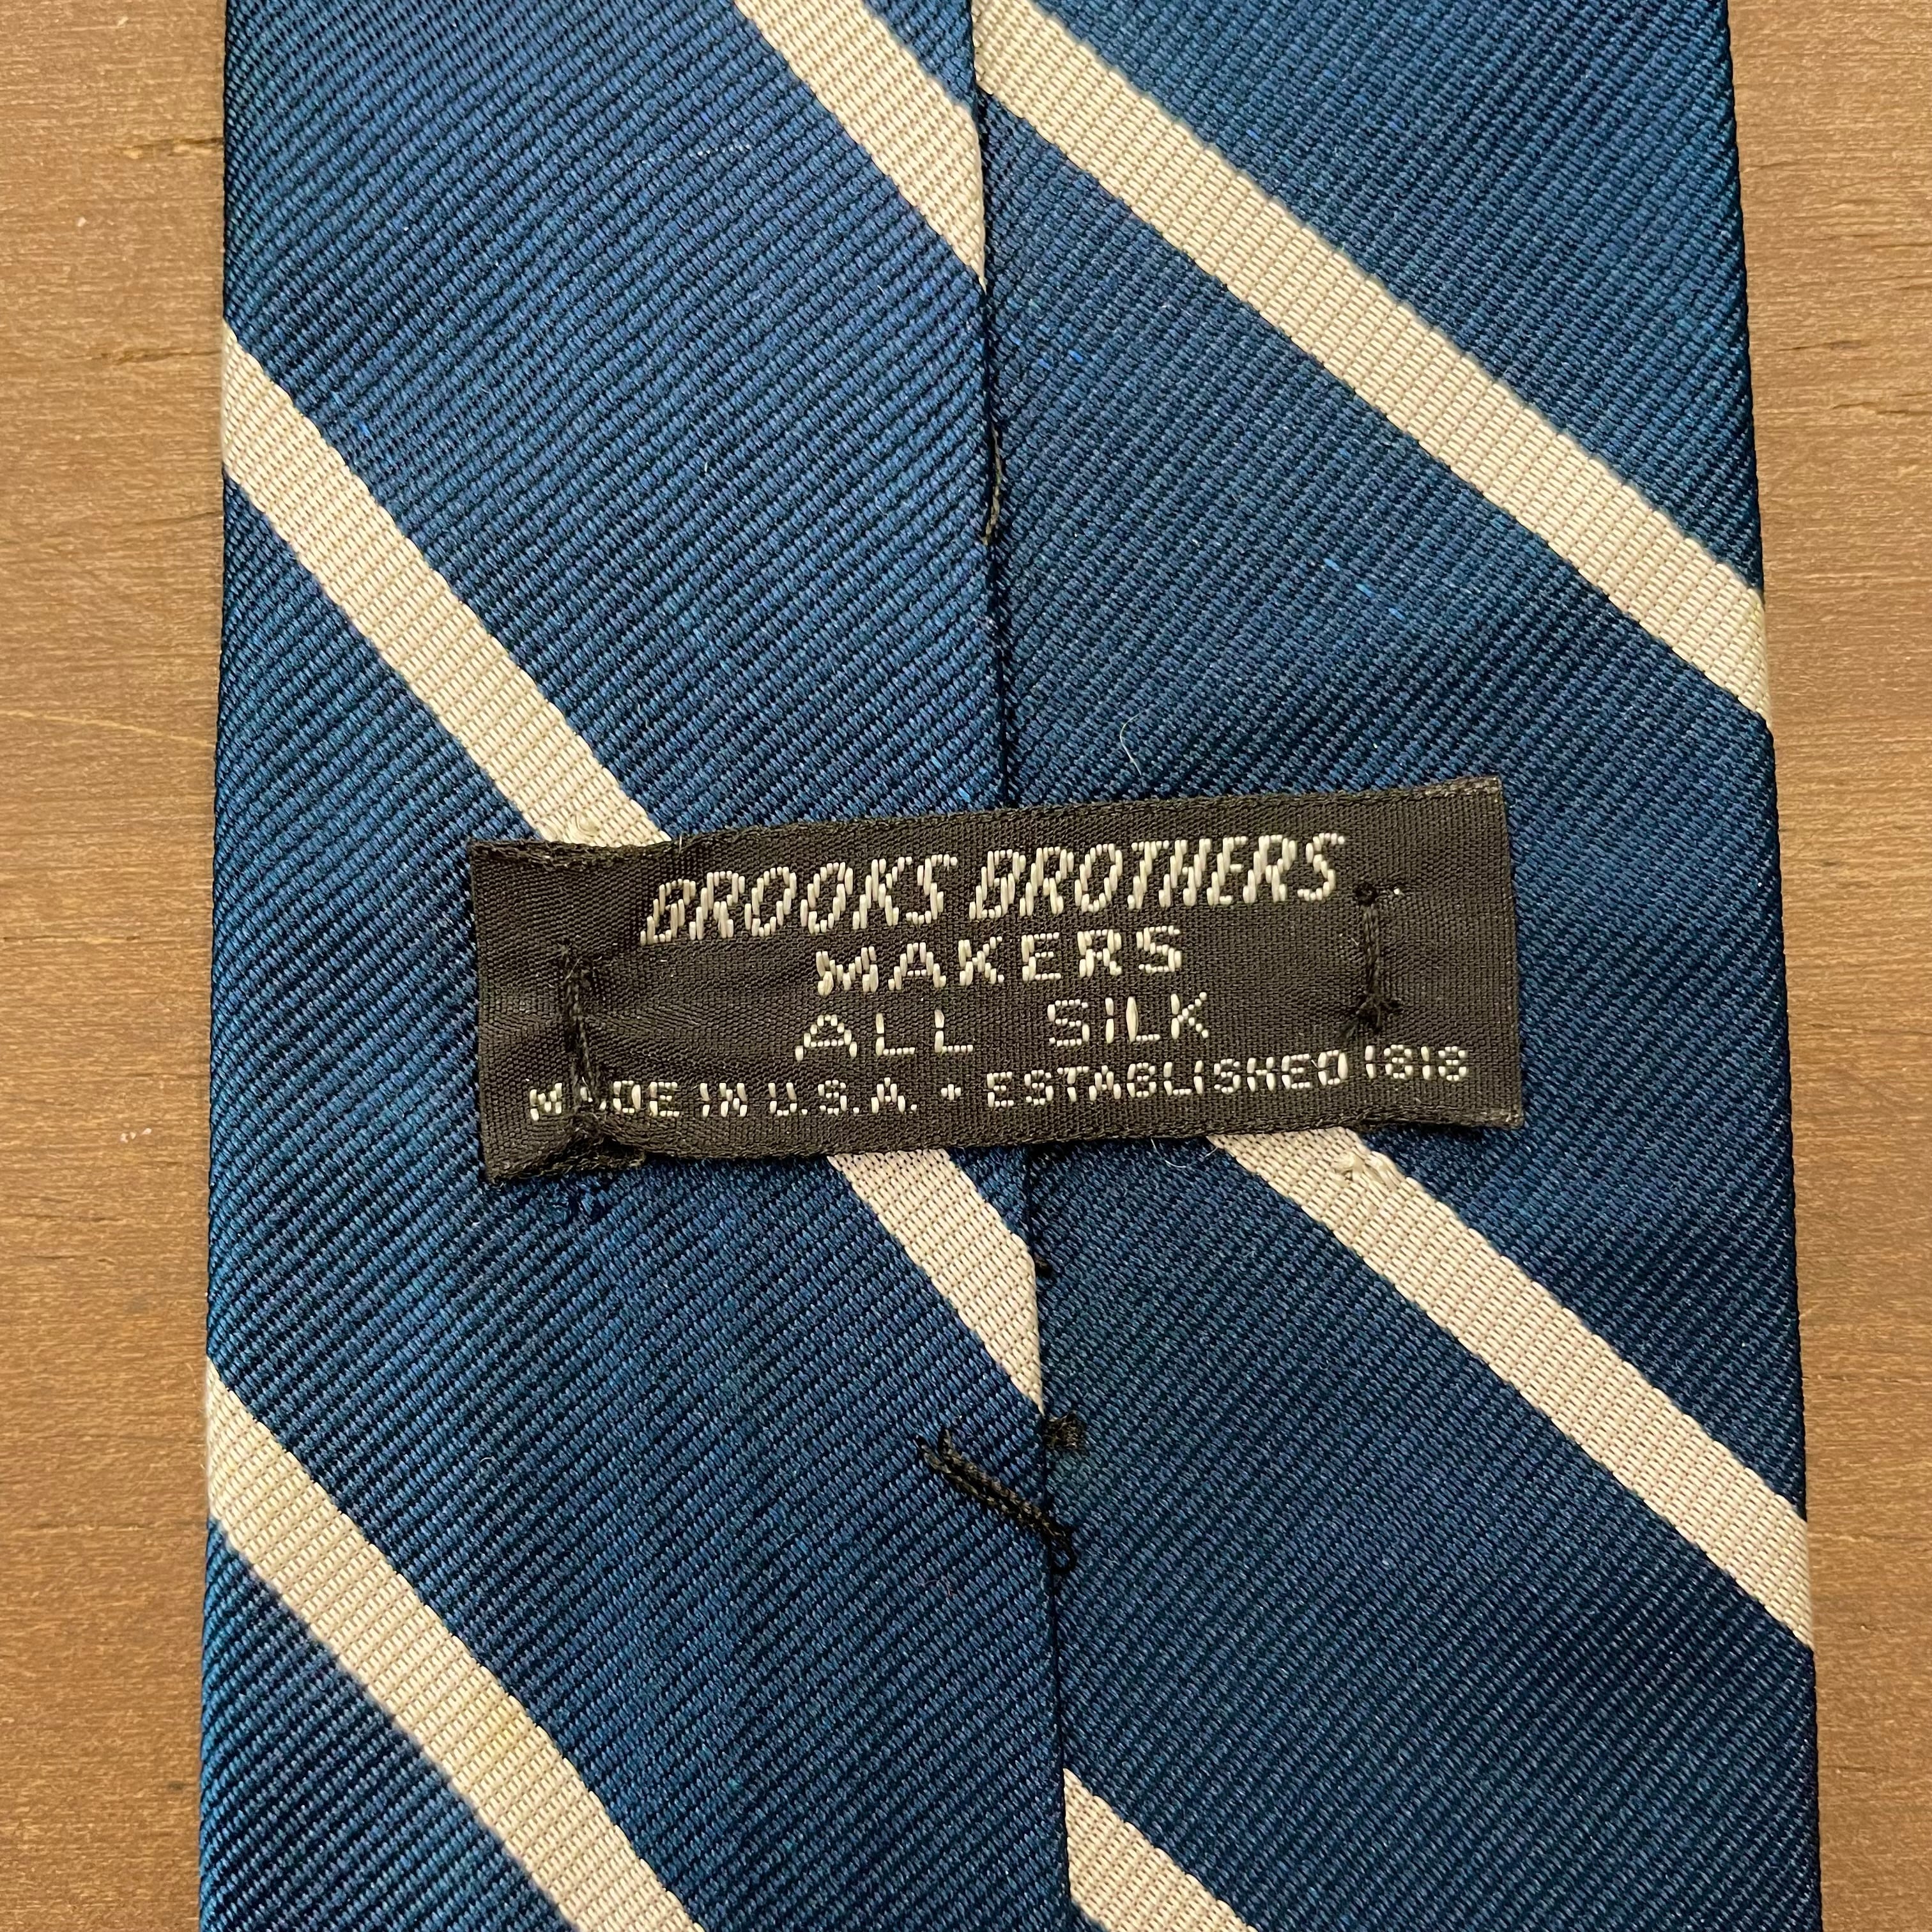 BROOKS BROTHERS
MAKERS
ALL SILK
MADE IN U.S.A. • ESTABLISHED 1818